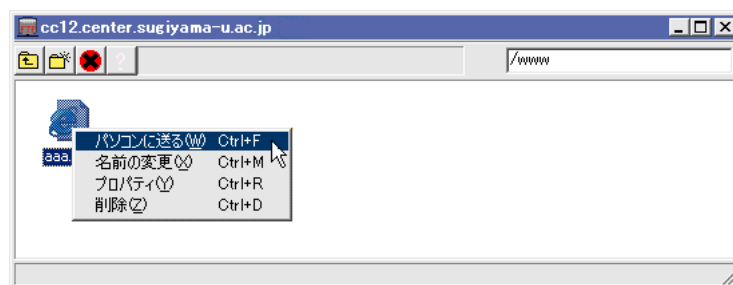 cc12.center.sugiyama-u.ac.jp
/www
aaa.
パソコンに送る(W) Ctrl+F
名前の変更(X) Ctrl+M
プロパティ(Y) Ctrl+R
削除(Z) Ctrl+D